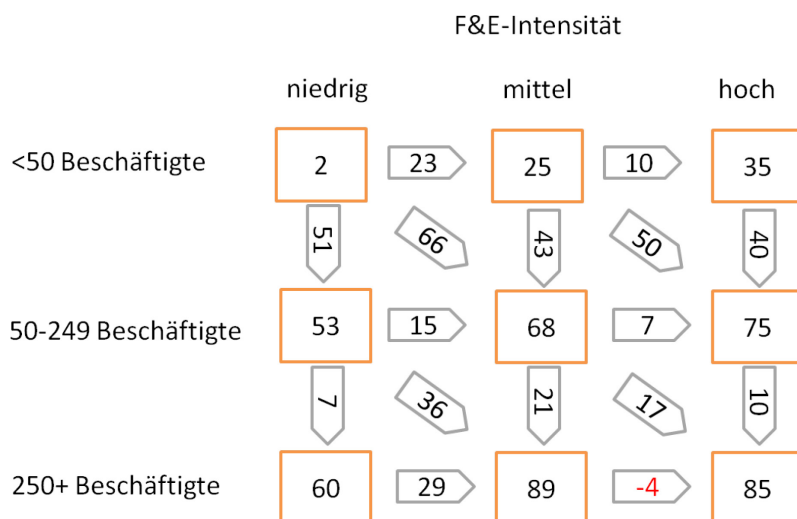 F&E-Intensität
niedrig mittel hoch
<50 Beschäftigte 2 23 25 10 35
51 66 43 50 40
50-249 Beschäftigte 53 15 68 7 75
7 36 21 17 10
250+ Beschäftigte 60 29 89 -4 85